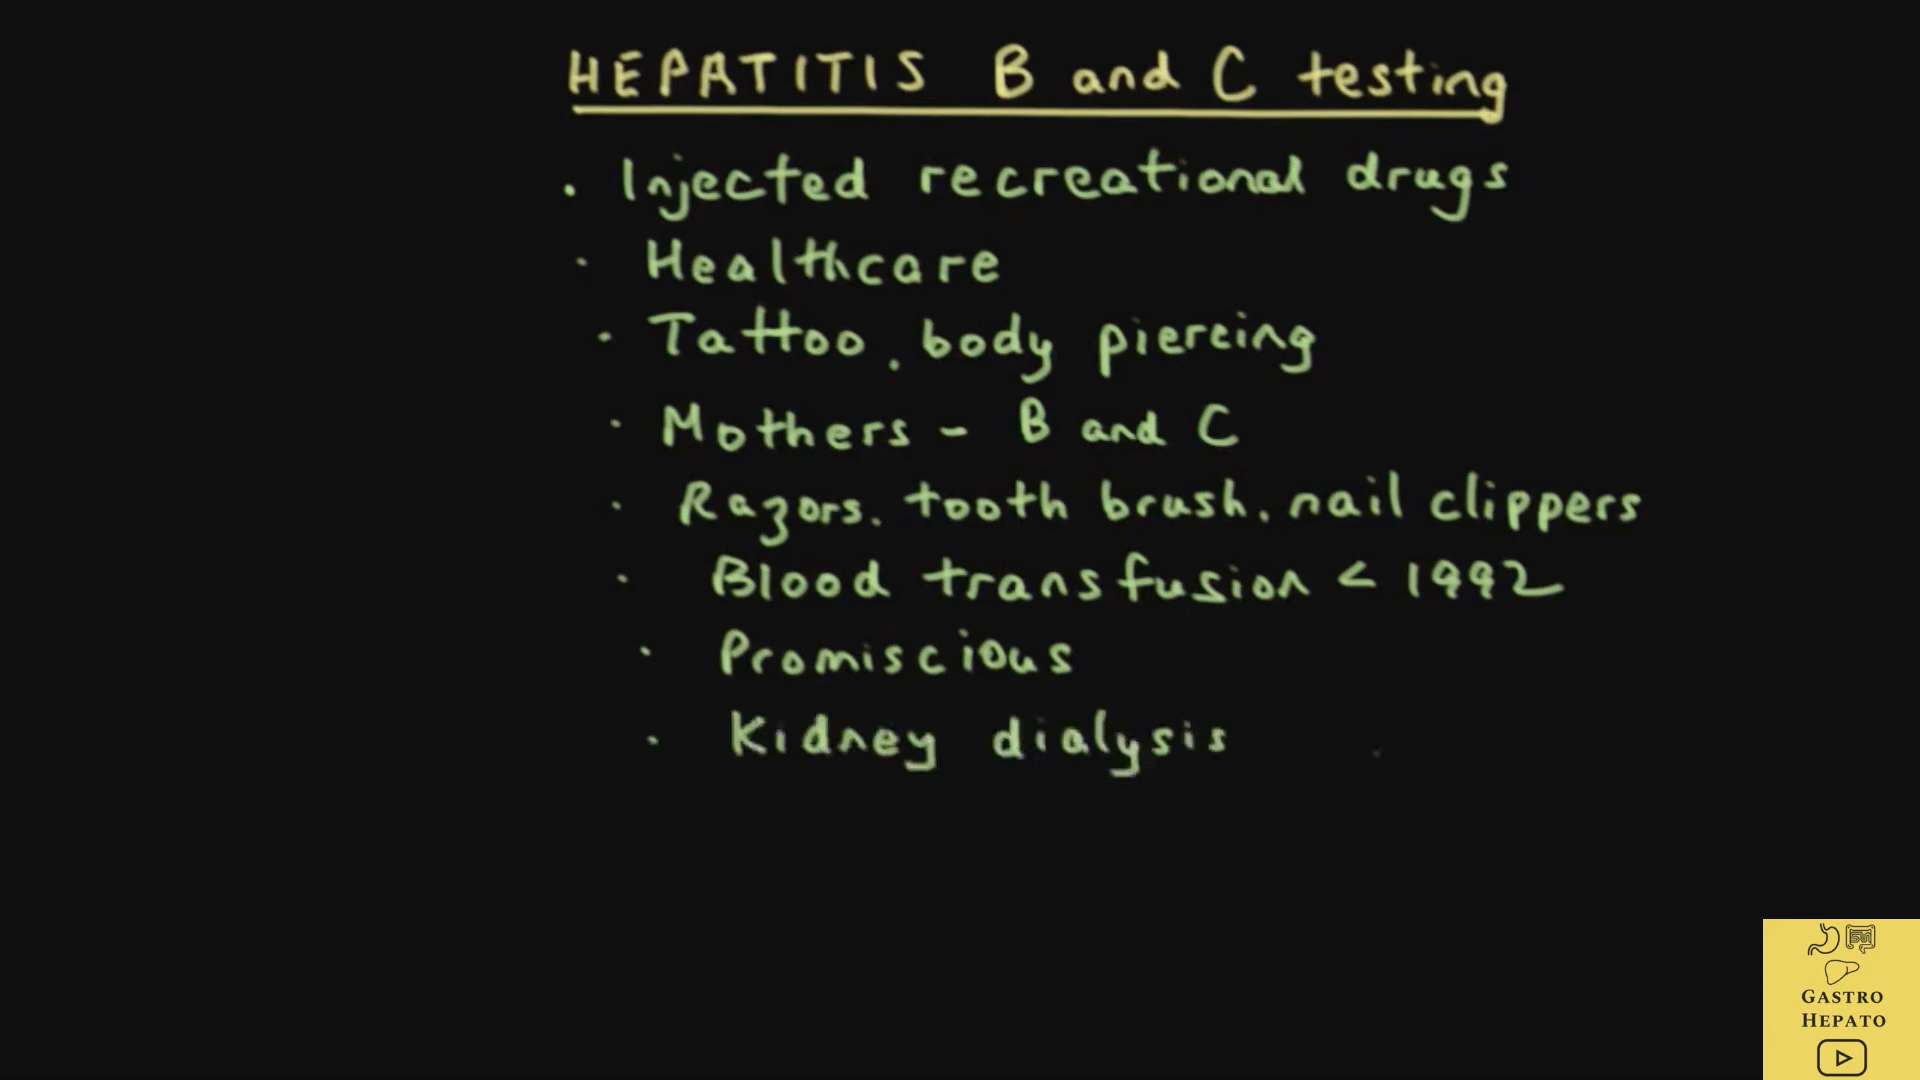 HEPATITIS B and C testing
. Injected recreational drugs
· Healthcare
· Tattoo. body piercing
· Mothers - B and C
· Razors. tooth brush. nail clippers
· Blood transfusion < 1992
· Promiscious
· Kidney dialysis
GASTRO
HEPATO